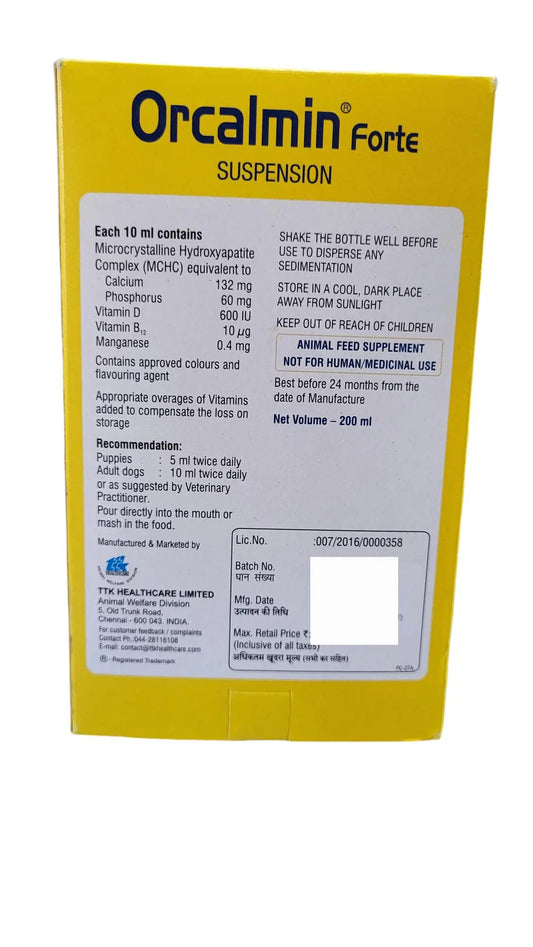 Orcalmin® Forte
SUSPENSION
Each 10 ml contains
Microcrystalline Hydroxyapatite
Complex (MCHC) equivalent to
Calcium 132 mg
Phosphorus 60 mg
Vitamin D 600 IU
Vitamin B₁₂ 10 µg
Manganese 0.4 mg
Contains approved colours and
flavouring agent
Appropriate overages of Vitamins
added to compensate the loss on
storage
Recommendation:
Puppies : 5 ml twice daily
Adult dogs : 10 ml twice daily
or as suggested by Veterinary
Practitioner.
Pour directly into the mouth or
mash in the food.
Manufactured & Marketed by
TTK HEALTHCARE LIMITED
Animal Welfare Division
5, Old Trunk Road,
Chennai - 600 043. INDIA.
For customer feedback / complaints
Contact Ph.:044-28116106
E-mail: contact@ttkhealthcare.com
® - Registered Trademark
SHAKE THE BOTTLE WELL BEFORE
USE TO DISPERSE ANY
SEDIMENTATION
STORE IN A COOL, DARK PLACE
AWAY FROM SUNLIGHT
KEEP OUT OF REACH OF CHILDREN
ANIMAL FEED SUPPLEMENT
NOT FOR HUMAN/MEDICINAL USE
Best before 24 months from the
date of Manufacture
Net Volume – 200 ml
Lic.No. :007/2016/0000358
Batch No.
घान संख्या
Mfg. Date
उत्पादन की तिथि
Max. Retail Price ₹:
(Inclusive of all taxes)
अधिकतम खुदरा मूल्य (सभी कर सहित)